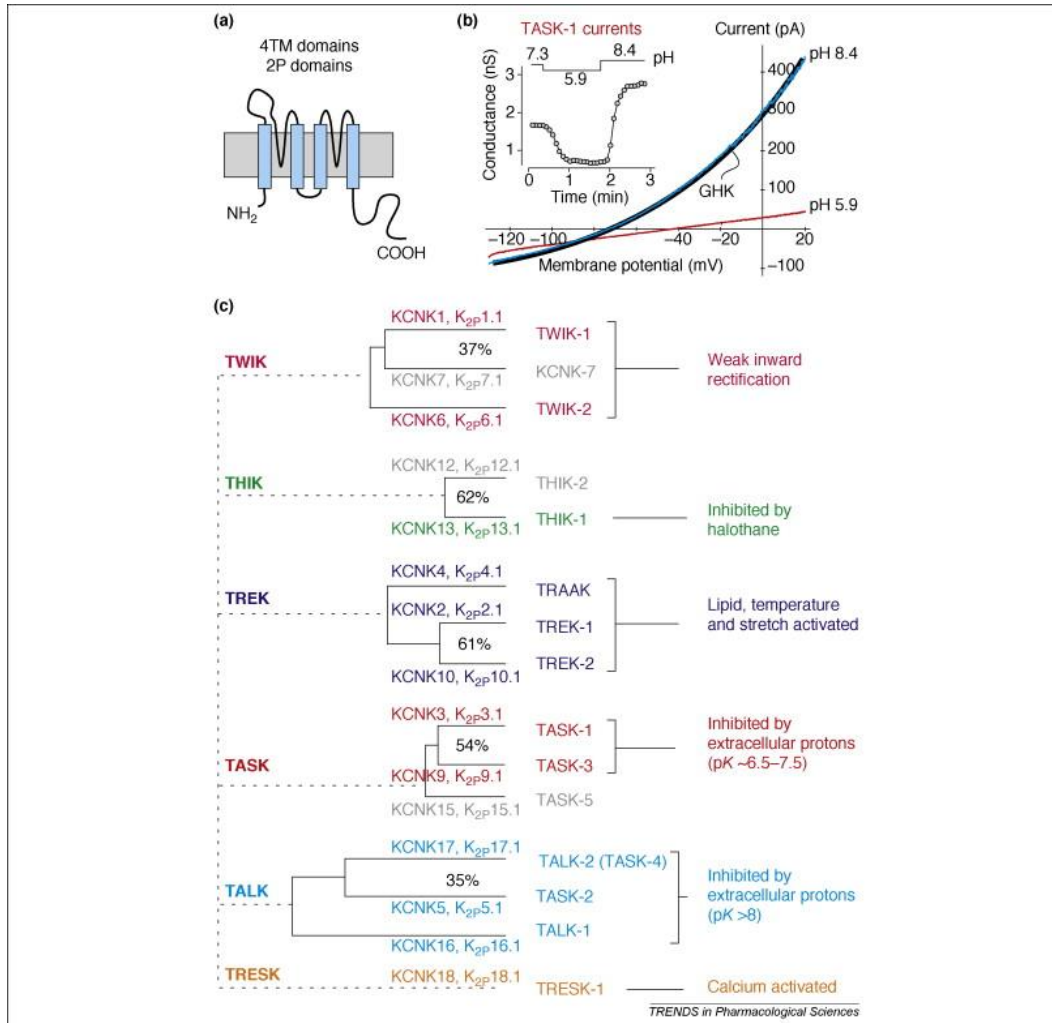 (a)
4TM domains
2P domains
NH2
COOH
(b)
TASK-1 currents
7.3
8.4
pH
5.9
Conductance (nS)
3
2
1
0 1 2 3
Time (min)
Current (pA)
pH 8.4
400
300
200
100
GHK
pH 5.9
–120 –80 –40 20
Membrane potential (mV)
–100
(c)
TWIK
KCNK1, K2P1.1
TWIK-1
37%
KCNK7, K2P7.1
KCNK-7
KCNK6, K2P6.1
TWIK-2
Weak inward
rectification
THIK
KCNK12, K2P12.1
THIK-2
62%
KCNK13, K2P13.1
THIK-1
Inhibited by
halothane
TREK
KCNK4, K2P4.1
TRAAK
KCNK2, K2P2.1
TREK-1
61%
KCNK10, K2P10.1
TREK-2
Lipid, temperature
and stretch activated
TASK
KCNK3, K2P3.1
TASK-1
54%
KCNK9, K2P9.1
TASK-3
KCNK15, K2P15.1
TASK-5
Inhibited by
extracellular protons
(pK ~6.5–7.5)
TALK
KCNK17, K2P17.1
TALK-2 (TASK-4)
35%
KCNK5, K2P5.1
TASK-2
KCNK16, K2P16.1
TALK-1
Inhibited by
extracellular protons
(pK >8)
TRESK
KCNK18, K2P18.1
TRESK-1
Calcium activated
TRENDS in Pharmacological Sciences